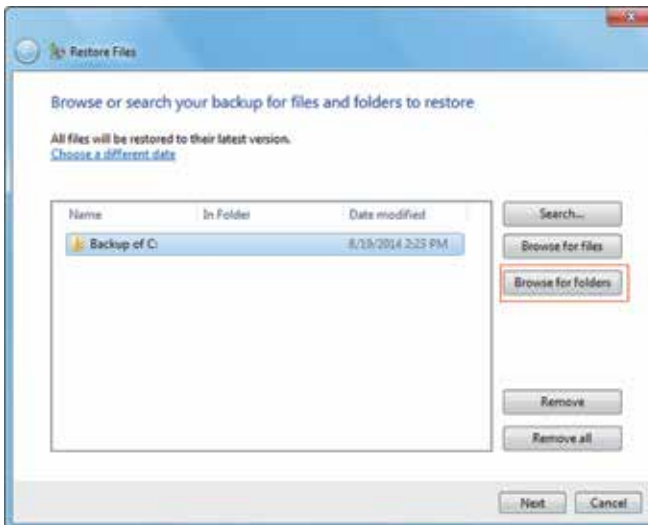 Restore Files
Browse or search your backup for files and folders to restore
All files will be restored to their latest version.
Choose a different date
Name In Folder Date modified
Backup of C: 8/19/2014 2:25 PM
Search...
Browse for files
Browse for folders
Remove
Remove all
Next Cancel